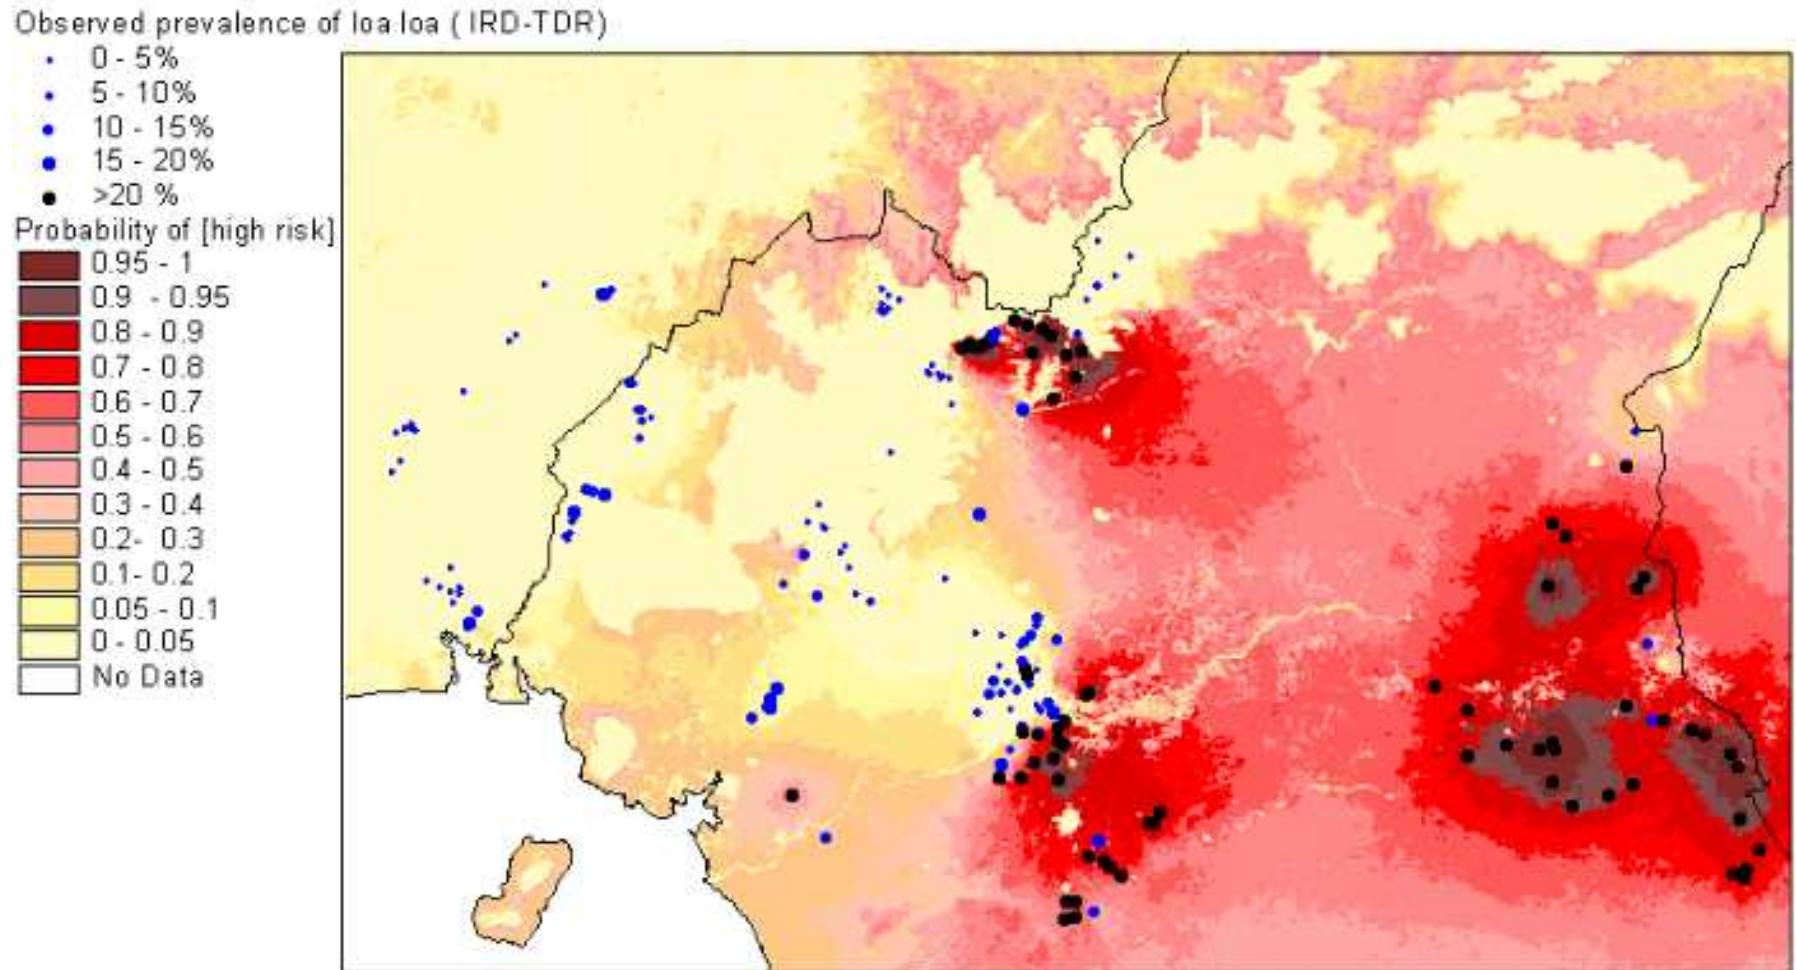 Observed prevalence of loa loa ( IRD-TDR)
0 - 5%
5 - 10%
10 - 15%
15 - 20%
>20 %
Probability of [high risk]
0.95 - 1
0.9 - 0.95
0.8 - 0.9
0.7 - 0.8
0.6 - 0.7
0.5 - 0.6
0.4 - 0.5
0.3 - 0.4
0.2- 0.3
0.1- 0.2
0.05 - 0.1
0 - 0.05
No Data